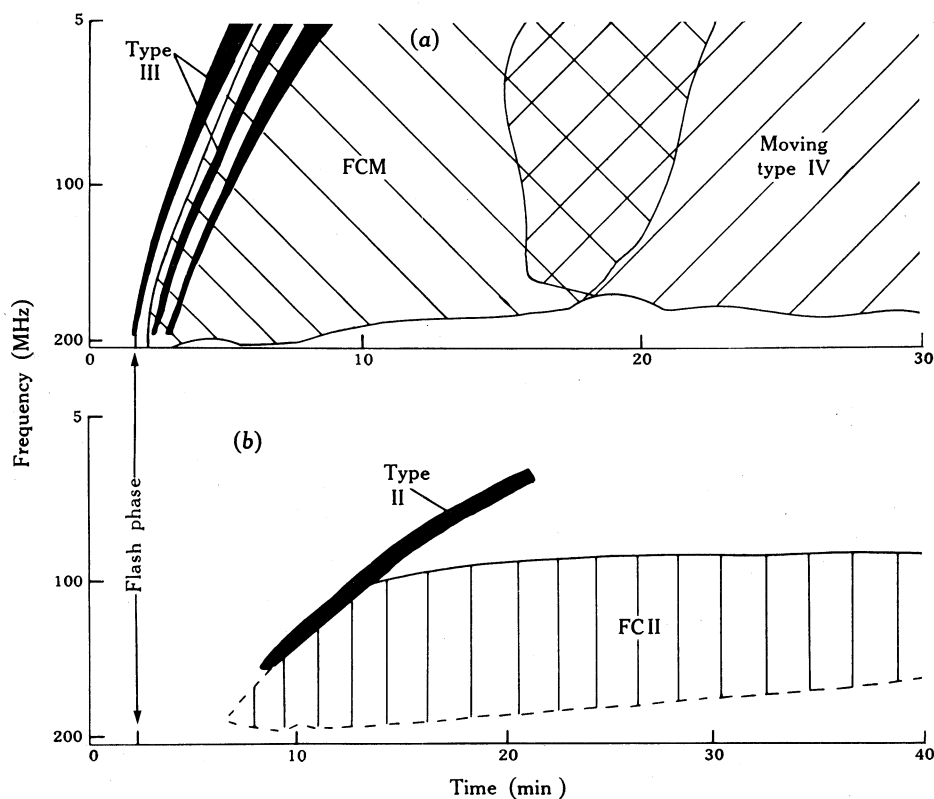 5
(a)
Type
III
100
FCM
Moving
type IV
200
0
10
20
30
Frequency (MHz)
5
(b)
Type
II
Flash phase
100
FC II
200
0
10
20
30
40
Time (min)